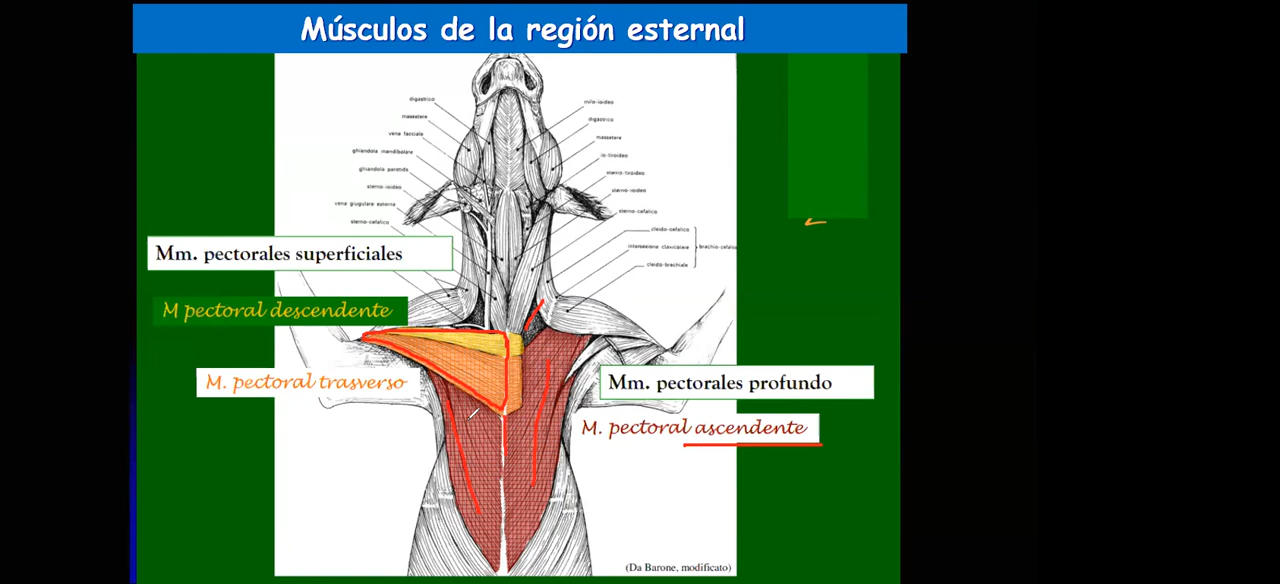 Músculos de la región esternal
digastrico
massetere
vena facciale
ghiandola mandibolare
ghiandola parotide
sterno-ioideo
vena giugulare esterna
sterno-cefalico
milo-ioideo
digastrico
massetere
io-tiroideo
sterno-tiroideo
sterno-ioideo
sterno-cefalico
cleido-cefalico
intersezione clavicolare
brachio-cefalico
cleido-brachiale
Mm. pectorales superficiales
M pectoral descendente
M. pectoral trasverso
Mm. pectorales profundo
M. pectoral ascendente
(Da Barone, modificato)